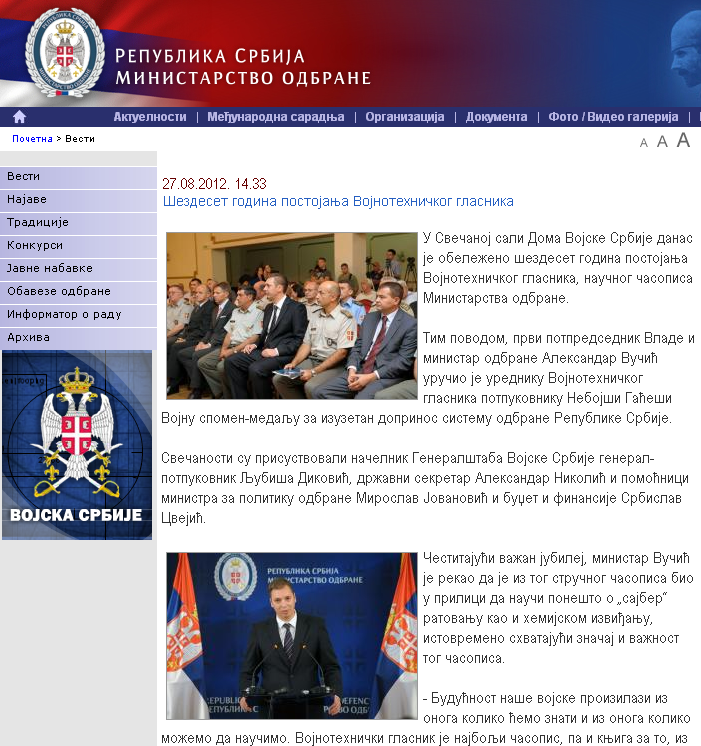 РЕПУБЛИКА СРБИЈА
МИНИСТАРСТВО ОДБРАНЕ
Актуелности | Међународна сарадња | Организација | Документа | Фото / Видео галерија |
Почетна > Вести
А А А
Вести
Најаве
Традиције
Конкурси
Јавне набавке
Обавезе одбране
Информатор о раду
Архива
ВОЈСКА СРБИЈЕ
27.08.2012. 14.33
Шездесет година постојања Војнотехничког гласника
У Свечаној сали Дома Војске Србије данас
је обележено шездесет година постојања
Војнотехничког гласника, научног часописа
Министарства одбране.
Тим поводом, први потпредседник Владе и
министар одбране Александар Вучић
уручио је уреднику Војнотехничког
гласника потпуковнику Небојши Гаћеши
Војну спомен-медаљу за изузетан допринос систему одбране Републике Србије.
Свечаности су присуствовали начелник Генералштаба Војске Србије генерал-
потпуковник Љубиша Диковић, државни секретар Александар Николић и помоћници
министра за политику одбране Мирослав Јовановић и буџет и финансије Србислав
Цвејић.
РЕПУБЛИКА СРБИЈА
МИНИСТАРСТВО ОДБРАНЕ
Честитајући важан јубилеј, министар Вучић
је рекао да је из тог стручног часописа био
у прилици да научи понешто о „сајбер“
ратовању као и хемијском извиђању,
истовремено схватајући значај и важност
тог часописа.
- Будућност наше војске произилази из
онога колико ћемо знати и из онога колико
можемо да научимо. Војнотехнички гласник је најбољи часопис, па и књига за то, из